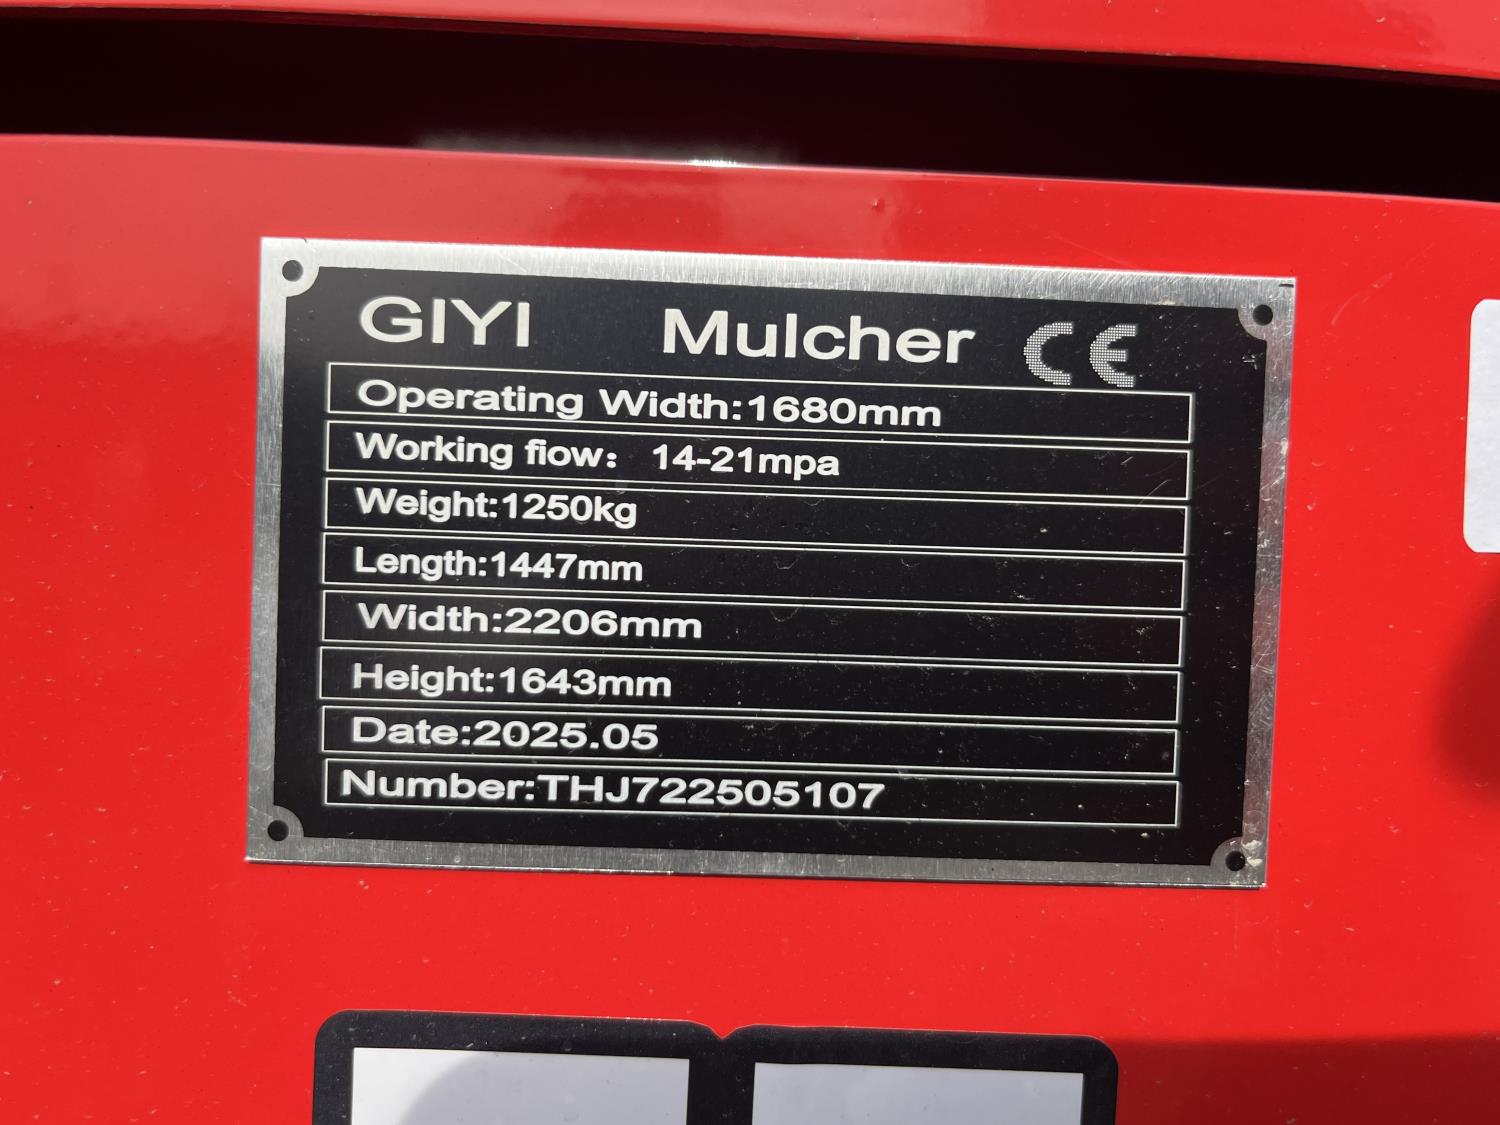 GIYI Mulcher CE
Operating Width:1680mm
Working fiow: 14-21mpa
Weight:1250kg
Length:1447mm
Width:2206mm
Height:1643mm
Date:2025.05
Number:THJ722505107